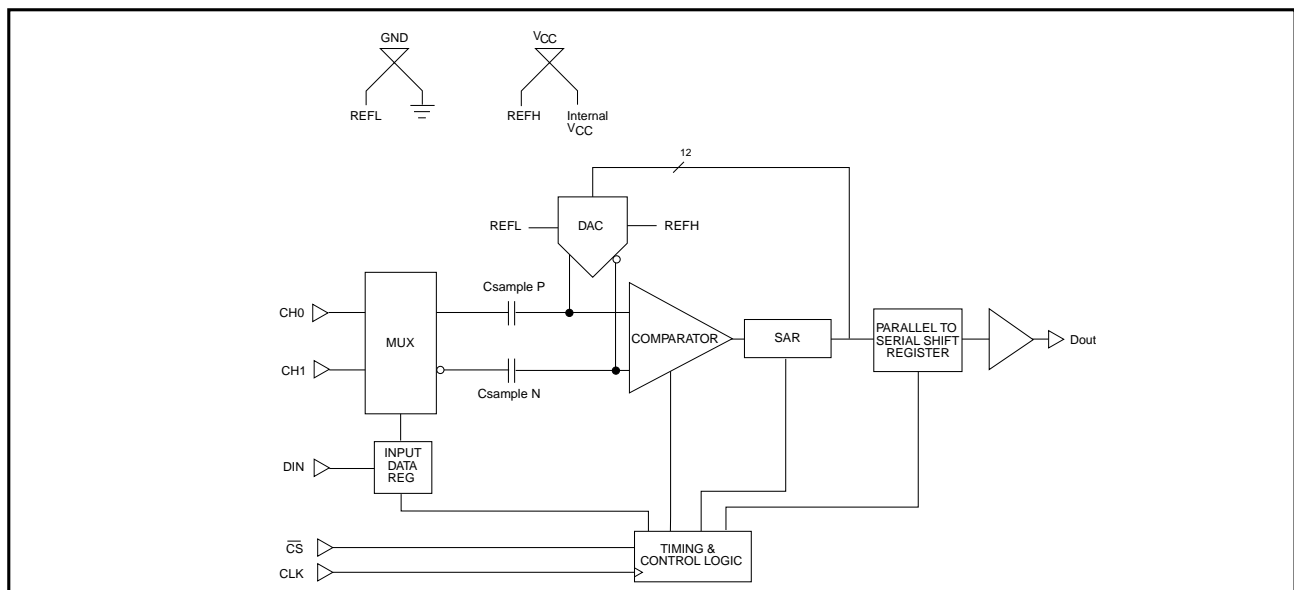 GND
REFL
VCC
REFH
Internal
VCC
12
REFL
DAC
REFH
Csample P
CH0
MUX
CH1
Csample N
COMPARATOR
SAR
PARALLEL TO
SERIAL SHIFT
REGISTER
Dout
DIN
INPUT
DATA
REG
CS
CLK
TIMING &
CONTROL LOGIC